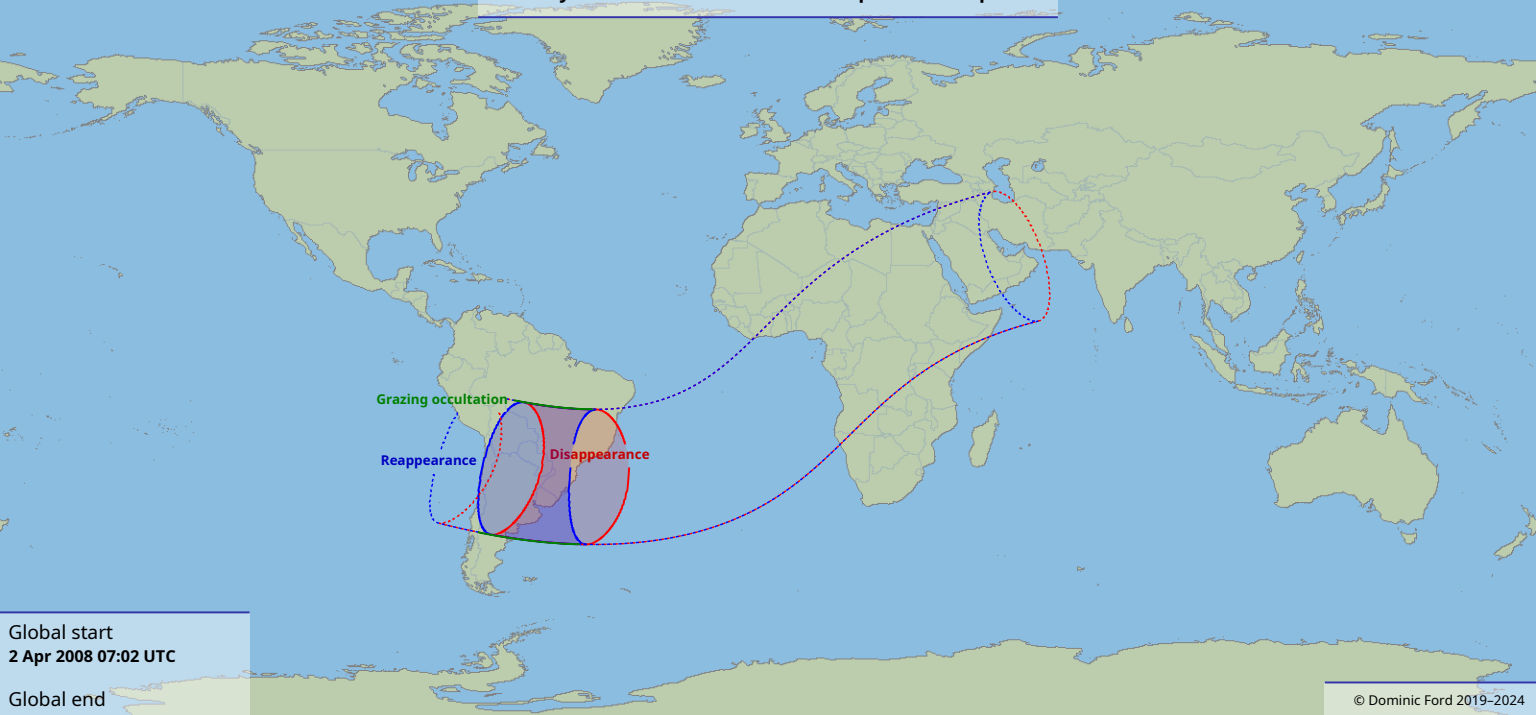 Grazing occultation
Reappearance
Disappearance
Global start
2 Apr 2008 07:02 UTC
Global end
© Dominic Ford 2019–2024